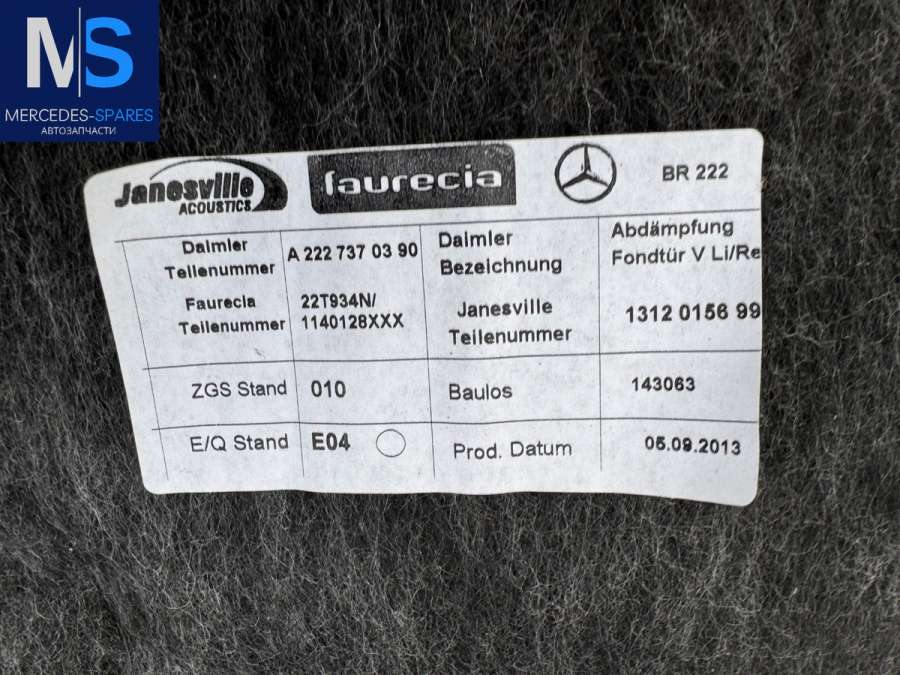 MS
MERCEDES-SPARES
АВТОЗАПЧАСТИ
Janesville
ACOUSTICS
faurecia
BR 222
Daimler
Teilenummer
A 222 737 03 90
Daimler
Bezeichnung
Abdämpfung
Fondtür V Li/Re
Faurecia
Teilenummer
22T934N/
1140128XXX
Janesville
Teilenummer
1312 0156 99
ZGS Stand
010
Baulos
143063
E/Q Stand
E04
Prod. Datum
05.09.2013